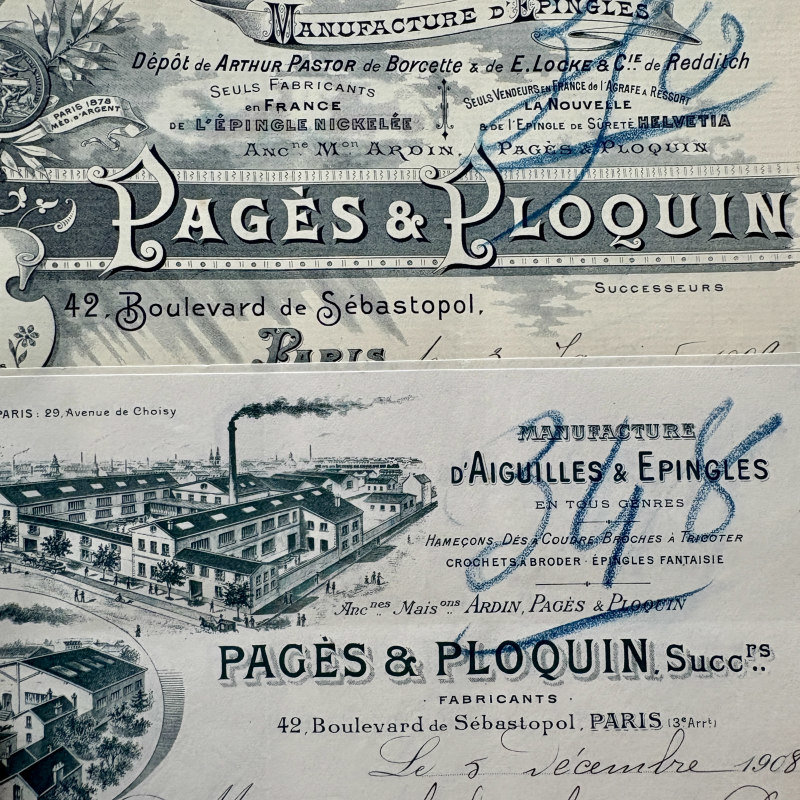 MANUFACTURE D'EPINGLES
Dépôt de ARTHUR PASTOR de Borcette & de E. LOCKE & C.IE de Redditch
SEULS FABRICANTS
en FRANCE
DE L'ÉPINGLE NICKELÉE
SEULS VENDEURS EN FRANCE de l'AGRAFE A RESSORT
LA NOUVELLE
& de l'EPINGLE DE SÛRETÉ HELVETIA
PARIS 1878
MED. D'ARGENT
ANCne Mon ARDIN, PAGÈS & PLOQUIN
PAGÈS & PLOQUIN
SUCCESSEURS
42, Boulevard de Sébastopol,
PARIS
PARIS: 29, Avenue de Choisy
348
MANUFACTURE
D'AIGUILLES & EPINGLES
EN TOUS GENRES
HAMEÇONS, DÉS A COUDRE, BROCHES A TRICOTER
CROCHETS A BRODER · ÉPINGLES FANTAISIE
Ancnes Maisons ARDIN, PAGÈS & PLOQUIN
PAGÈS & PLOQUIN, Succrs.
· FABRICANTS ·
42, Boulevard de Sébastopol, PARIS (3e Arrt)
Le 5 décembre 1908